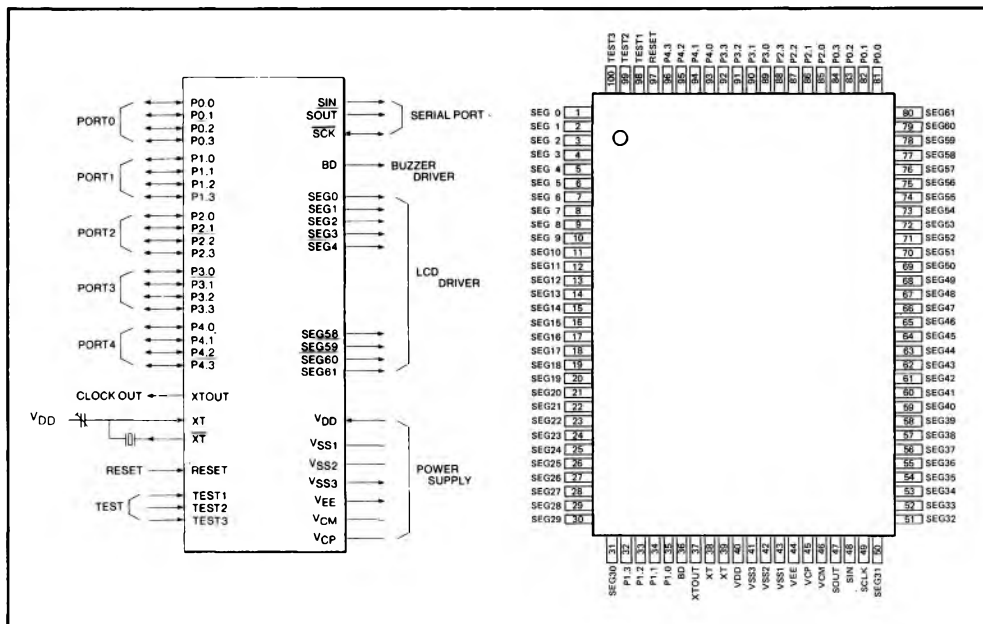 PORT0
P0.0
P0.1
P0.2
P0.3
PORT1
P1.0
P1.1
P1.2
P1.3
PORT2
P2.0
P2.1
P2.2
P2.3
PORT3
P3.0
P3.1
P3.2
P3.3
PORT4
P4.0
P4.1
P4.2
P4.3
CLOCK OUT
XTOUT
VDD
XT
XT
RESET
RESET
TEST
TEST1
TEST2
TEST3
SIN
SOUT
SCK
SERIAL PORT
BD
BUZZER
DRIVER
SEG0
SEG1
SEG2
SEG3
SEG4
LCD
DRIVER
SEG58
SEG59
SEG60
SEG61
VDD
VSS1
VSS2
VSS3
VEE
VCM
VCP
POWER
SUPPLY
100 TEST3
99 TEST2
98 TEST1
97 RESET
96 P4.3
95 P4.2
94 P4.1
93 P4.0
92 P3.3
91 P3.2
90 P3.1
89 P3.0
88 P2.3
87 P2.2
86 P2.1
85 P2.0
84 P0.3
83 P0.2
82 P0.1
81 P0.0
SEG 0 1
SEG 1 2
SEG 2 3
SEG 3 4
SEG 4 5
SEG 5 6
SEG 6 7
SEG 7 8
SEG 8 9
SEG 9 10
SEG10 11
SEG11 12
SEG12 13
SEG13 14
SEG14 15
SEG15 16
SEG16 17
SEG17 18
SEG18 19
SEG19 20
SEG20 21
SEG21 22
SEG22 23
SEG23 24
SEG24 25
SEG25 26
SEG26 27
SEG27 28
SEG28 29
SEG29 30
80 SEG61
79 SEG60
78 SEG59
77 SEG58
76 SEG57
75 SEG56
74 SEG55
73 SEG54
72 SEG53
71 SEG52
70 SEG51
69 SEG50
68 SEG49
67 SEG48
66 SEG47
65 SEG46
64 SEG45
63 SEG44
62 SEG43
61 SEG42
60 SEG41
59 SEG40
58 SEG39
57 SEG38
56 SEG37
55 SEG36
54 SEG35
53 SEG34
52 SEG33
51 SEG32
SEG30 31
P1.3 32
P1.2 33
P1.1 34
P1.0 35
BD 36
XTOUT 37
XT 38
XT 39
VDD 40
VSS3 41
VSS2 42
VSS1 43
VEE 44
VCP 45
VCM 46
SOUT 47
SIN 48
SCLK 49
SEG31 50